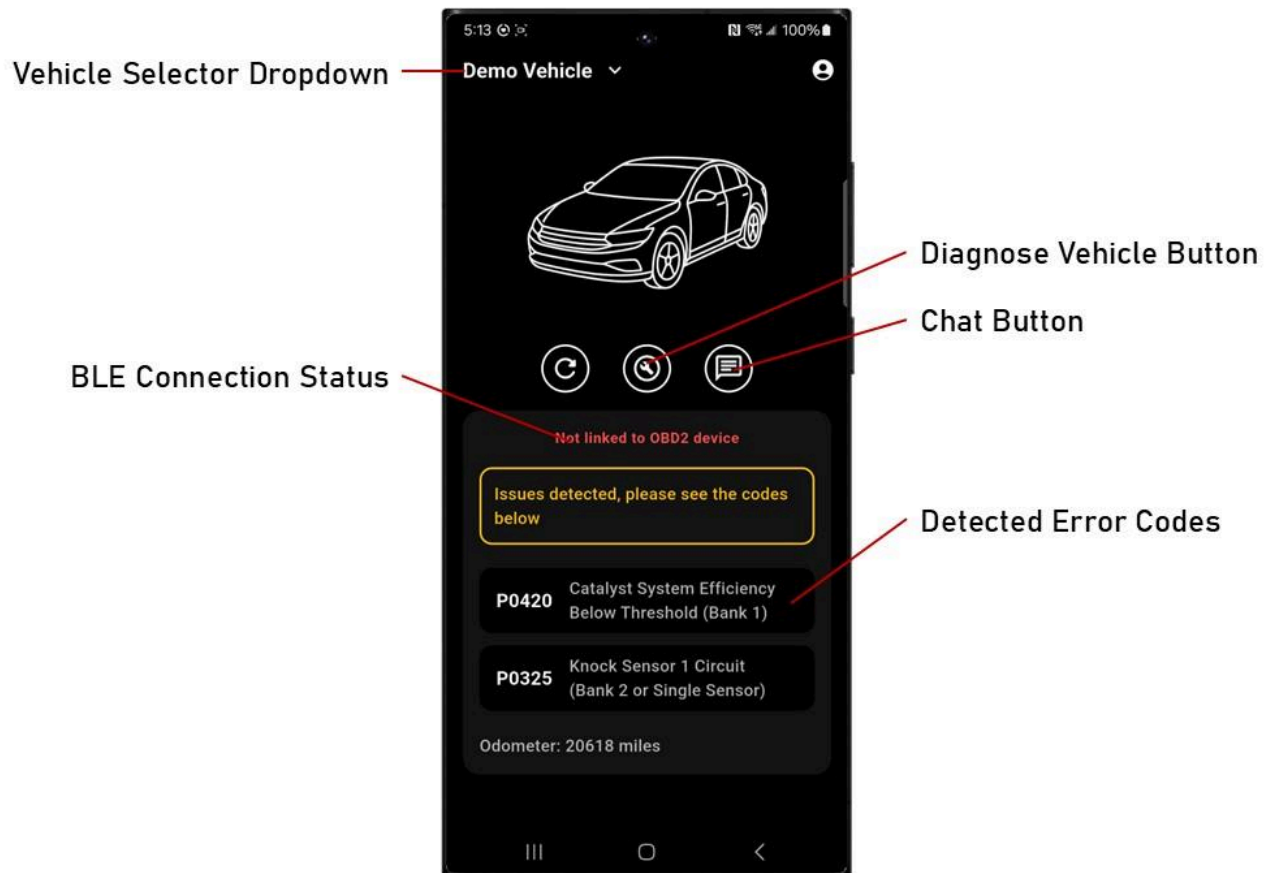 5:13
100%
Vehicle Selector Dropdown
Demo Vehicle
Diagnose Vehicle Button
Chat Button
BLE Connection Status
Not linked to OBD2 device
Issues detected, please see the codes
below
Detected Error Codes
P0420
Catalyst System Efficiency
Below Threshold (Bank 1)
P0325
Knock Sensor 1 Circuit
(Bank 2 or Single Sensor)
Odometer: 20618 miles